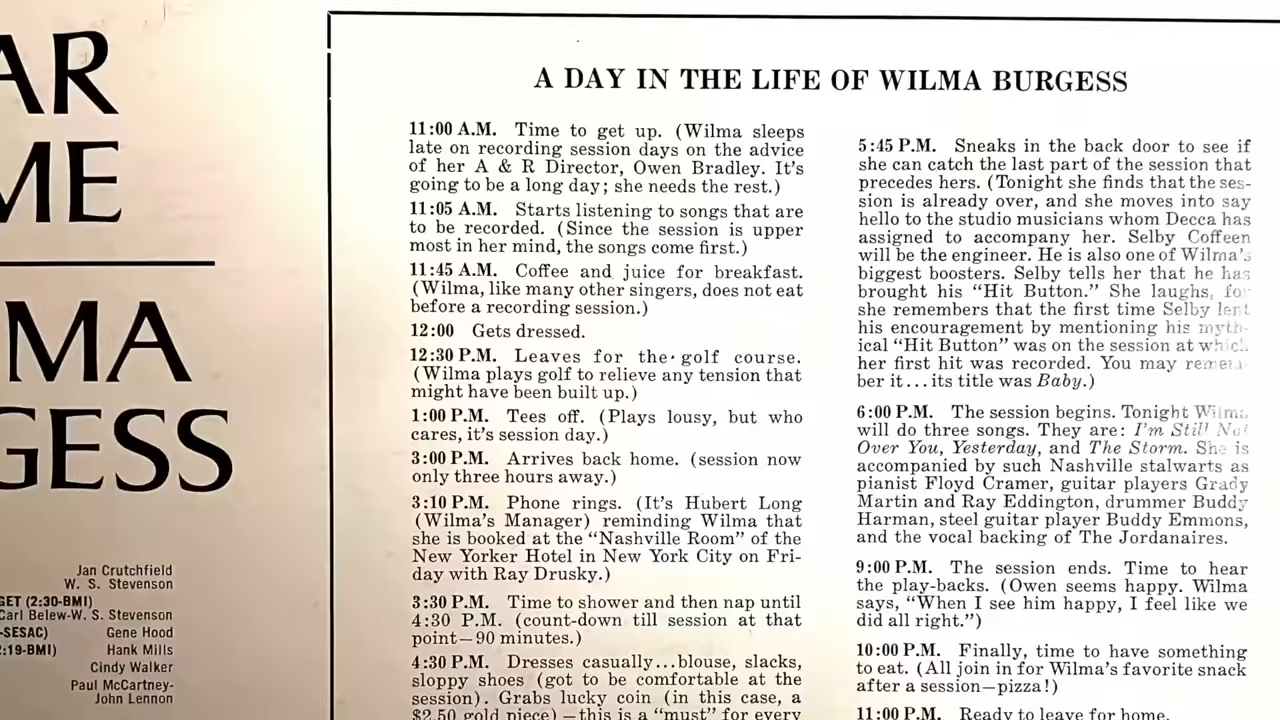 AR
ME
MA
GESS
Jan Crutchfield
W. S. Stevenson
GET (2:30-BMI)
Carl Belew-W. S. Stevenson
-SESAC) Gene Hood
:19-BMI) Hank Mills
Cindy Walker
Paul McCartney-
John Lennon
A DAY IN THE LIFE OF WILMA BURGESS
11:00 A.M. Time to get up. (Wilma sleeps
late on recording session days on the advice
of her A & R Director, Owen Bradley. It's
going to be a long day; she needs the rest.)
11:05 A.M. Starts listening to songs that are
to be recorded. (Since the session is upper
most in her mind, the songs come first.)
11:45 A.M. Coffee and juice for breakfast.
(Wilma, like many other singers, does not eat
before a recording session.)
12:00 Gets dressed.
12:30 P.M. Leaves for the golf course.
(Wilma plays golf to relieve any tension that
might have been built up.)
1:00 P.M. Tees off. (Plays lousy, but who
cares, it's session day.)
3:00 P.M. Arrives back home. (session now
only three hours away.)
3:10 P.M. Phone rings. (It's Hubert Long
(Wilma's Manager) reminding Wilma that
she is booked at the "Nashville Room" of the
New Yorker Hotel in New York City on Fri-
day with Ray Drusky.)
3:30 P.M. Time to shower and then nap until
4:30 P.M. (count-down till session at that
point—90 minutes.)
4:30 P.M. Dresses casually...blouse, slacks,
sloppy shoes (got to be comfortable at the
session). Grabs lucky coin (in this case, a
$2.50 gold piece)—this is a "must" for every
5:45 P.M. Sneaks in the back door to see if
she can catch the last part of the session that
precedes hers. (Tonight she finds that the ses-
sion is already over, and she moves into say
hello to the studio musicians whom Decca has
assigned to accompany her. Selby Coffeen
will be the engineer. He is also one of Wilma's
biggest boosters. Selby tells her that he has
brought his "Hit Button." She laughs, for
she remembers that the first time Selby lent
his encouragement by mentioning his myth-
ical "Hit Button" was on the session at which
her first hit was recorded. You may remem-
ber it...its title was Baby.)
6:00 P.M. The session begins. Tonight Wilma
will do three songs. They are: I'm Still Not
Over You, Yesterday, and The Storm. She is
accompanied by such Nashville stalwarts as
pianist Floyd Cramer, guitar players Grady
Martin and Ray Eddington, drummer Buddy
Harman, steel guitar player Buddy Emmons,
and the vocal backing of The Jordanaires.
9:00 P.M. The session ends. Time to hear
the play-backs. (Owen seems happy. Wilma
says, "When I see him happy, I feel like we
did all right.")
10:00 P.M. Finally, time to have something
to eat. (All join in for Wilma's favorite snack
after a session—pizza!)
11:00 P.M. Ready to leave for home.